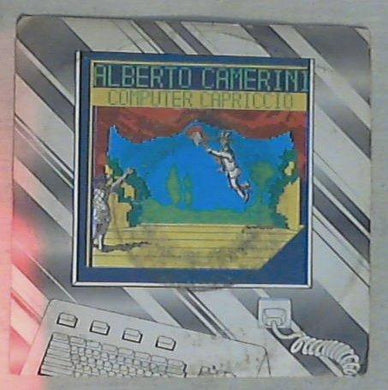 ALBERTO CAMERINI
COMPUTER CAPRICCIO